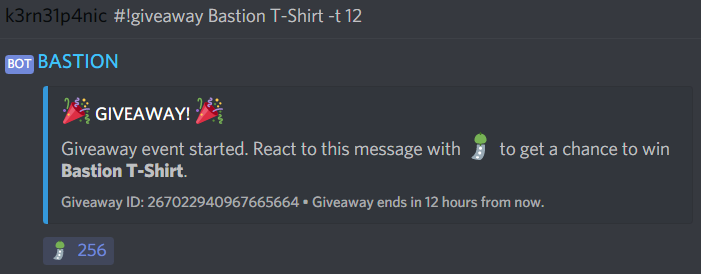 k3rn31p4nic #!giveaway Bastion T-Shirt -t 12
BOT BASTION
GIVEAWAY!
Giveaway event started. React to this message with to get a chance to win
Bastion T-Shirt.
Giveaway ID: 267022940967665664 • Giveaway ends in 12 hours from now.
256